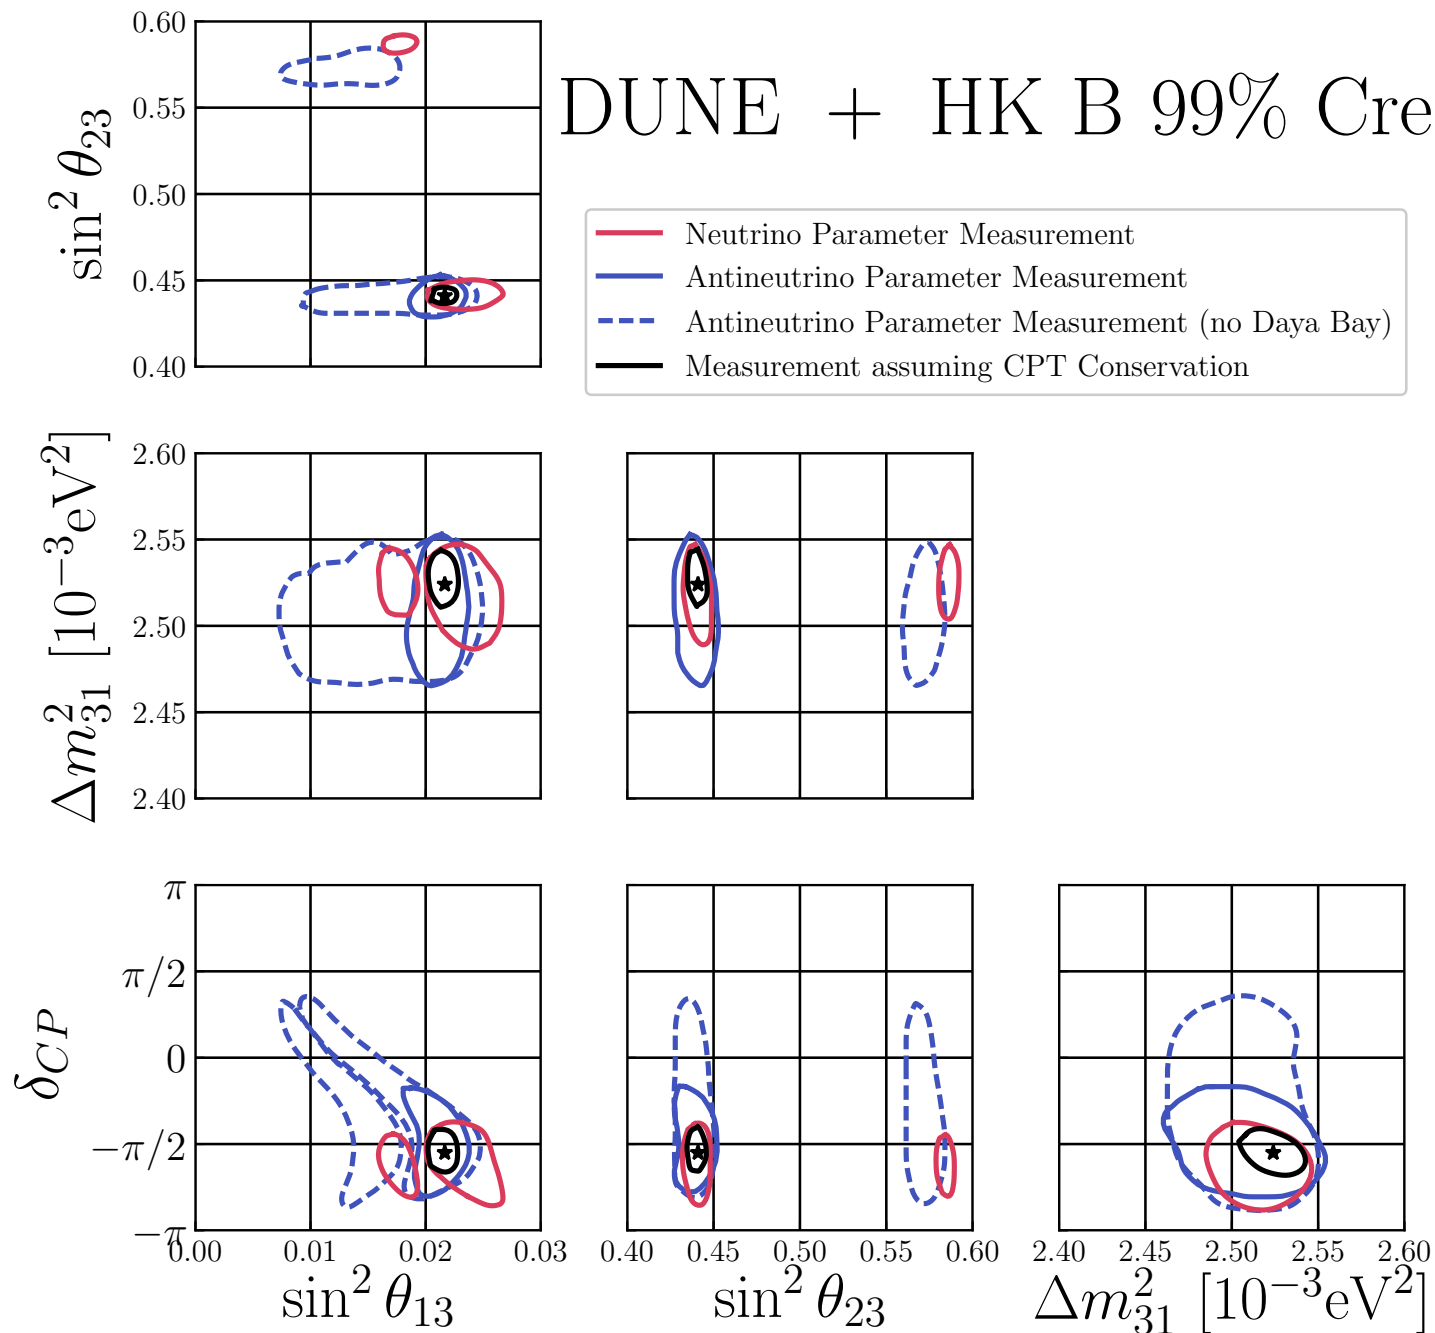 DUNE + HK B 99% Cre
0.60
0.55
0.50
0.45
0.40
sin² θ₂₃
Neutrino Parameter Measurement
Antineutrino Parameter Measurement
Antineutrino Parameter Measurement (no Daya Bay)
Measurement assuming CPT Conservation
2.60
2.55
2.50
2.45
2.40
Δm²₃₁ [10⁻³eV²]
π
π/2
0
−π/2
−π
δ_CP
0.00 0.01 0.02 0.03
sin² θ₁₃
0.40 0.45 0.50 0.55 0.60
sin² θ₂₃
2.40 2.45 2.50 2.55 2.60
Δm²₃₁ [10⁻³eV²]